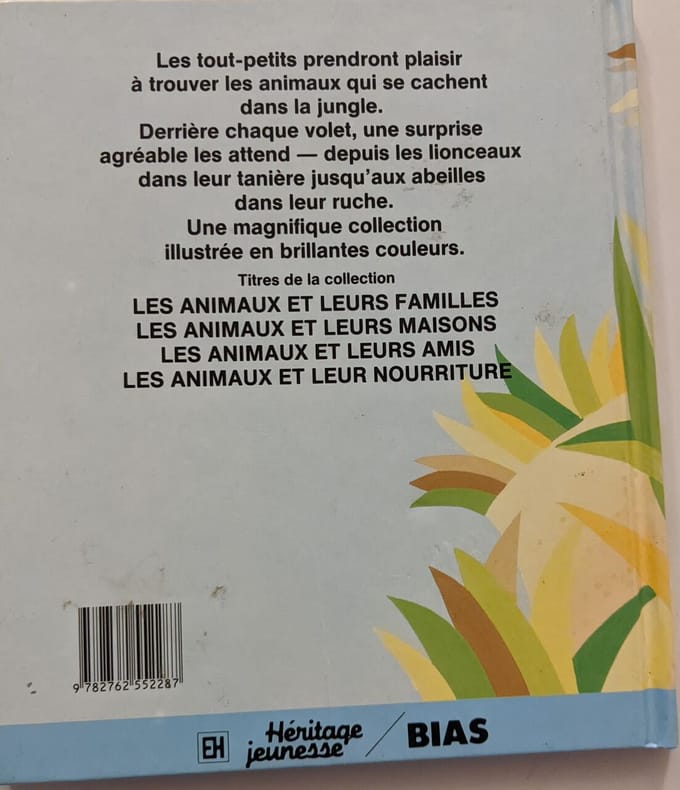 Les tout-petits prendront plaisir
à trouver les animaux qui se cachent
dans la jungle.
Derrière chaque volet, une surprise
agréable les attend — depuis les lionceaux
dans leur tanière jusqu'aux abeilles
dans leur ruche.
Une magnifique collection
illustrée en brillantes couleurs.
Titres de la collection
LES ANIMAUX ET LEURS FAMILLES
LES ANIMAUX ET LEURS MAISONS
LES ANIMAUX ET LEURS AMIS
LES ANIMAUX ET LEUR NOURRITURE
9 782762 552287
EH Héritage jeunesse / BIAS